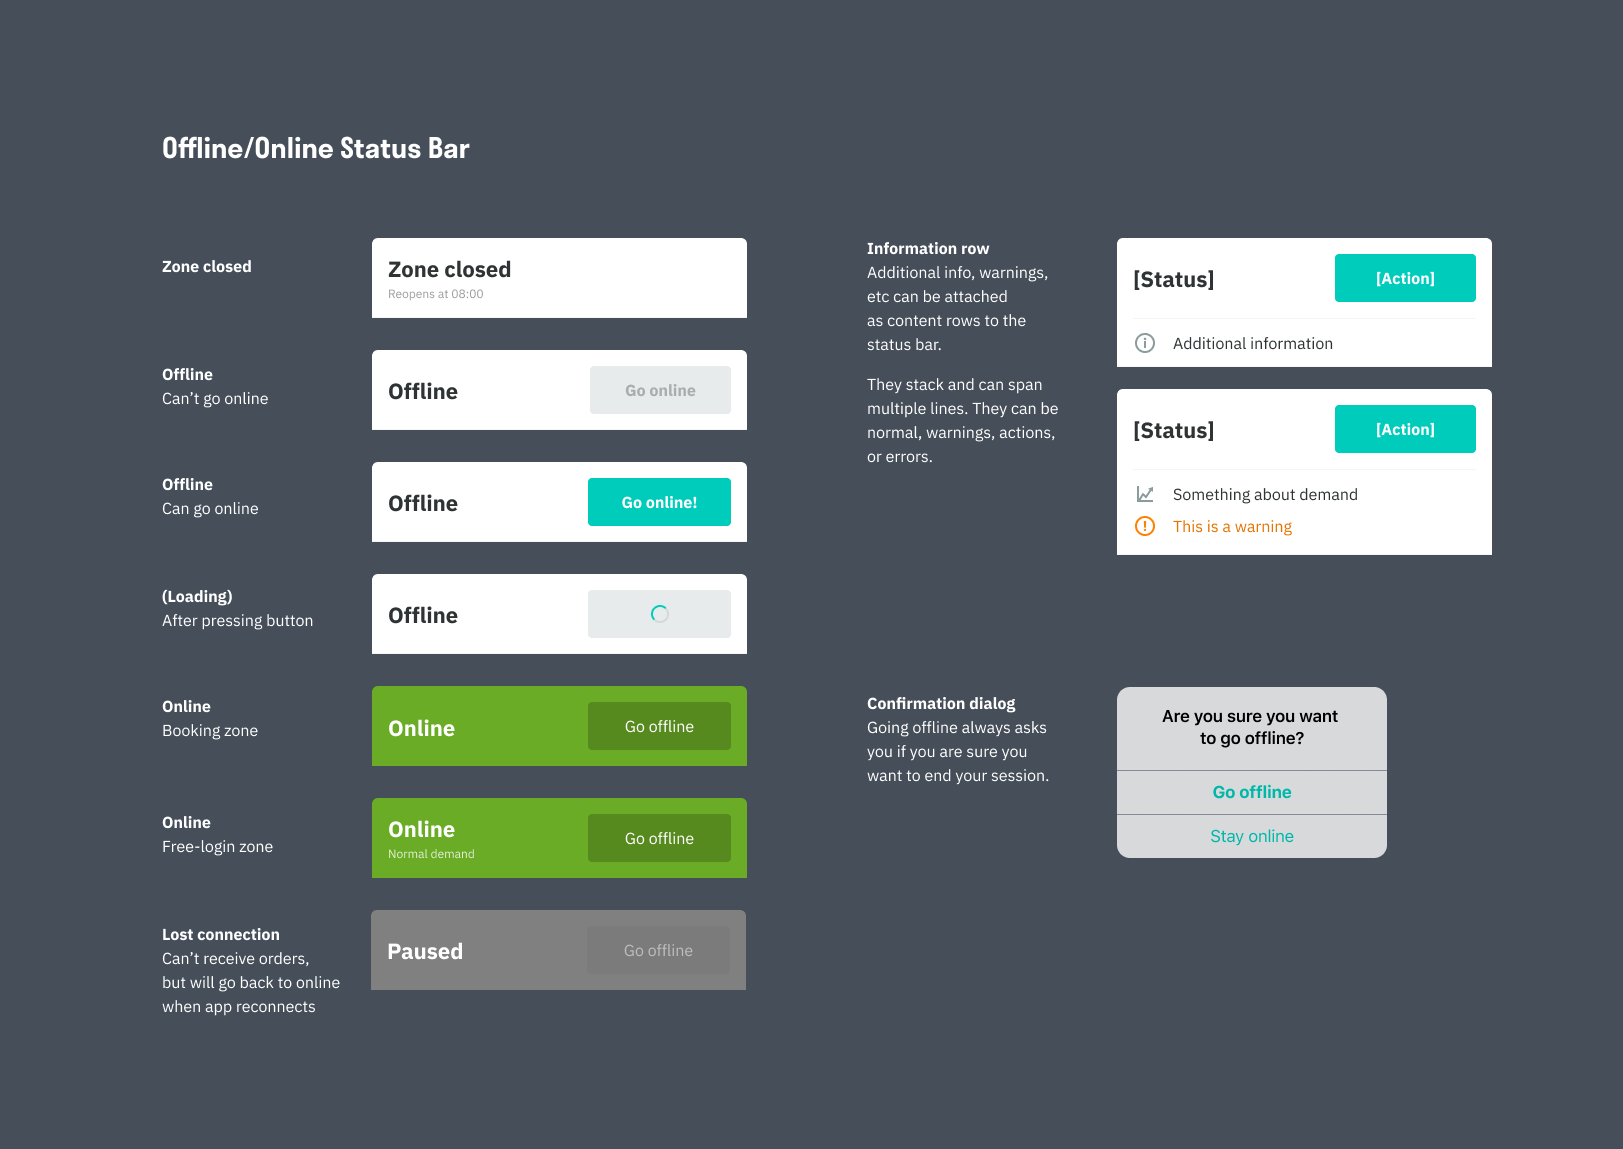 Offline/Online Status Bar
Zone closed
Zone closed
Reopens at 08:00
Offline
Can’t go online
Offline
Go online
Offline
Can go online
Offline
Go online!
(Loading)
After pressing button
Offline
Online
Booking zone
Online
Go offline
Online
Free-login zone
Online
Normal demand
Go offline
Lost connection
Can’t receive orders,
but will go back to online
when app reconnects
Paused
Go offline
Information row
Additional info, warnings,
etc can be attached
as content rows to the
status bar.
They stack and can span
multiple lines. They can be
normal, warnings, actions,
or errors.
[Status]
[Action]
Additional information
[Status]
[Action]
Something about demand
This is a warning
Confirmation dialog
Going offline always asks
you if you are sure you
want to end your session.
Are you sure you want
to go offline?
Go offline
Stay online